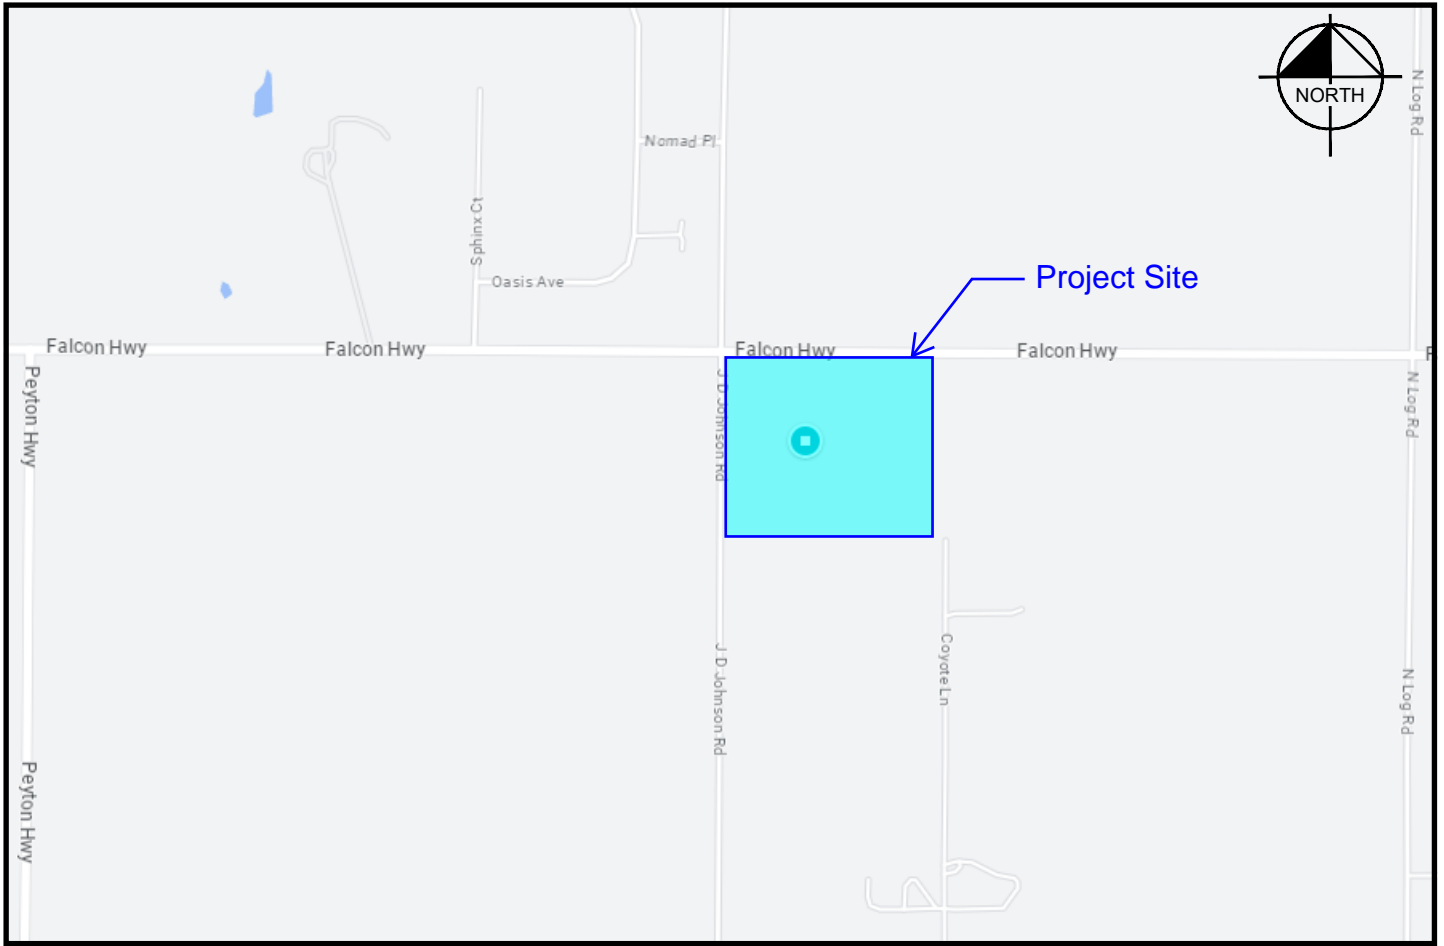 NORTH
N Log Rd
Nomad Pl
Sphinx Ct
Oasis Ave
Project Site
Falcon Hwy
Falcon Hwy
Falcon Hwy
Falcon Hwy
F
Peyton Hwy
J D Johnson Rd
N Log Rd
Coyote Ln
J D Johnson Rd
N Log Rd
Peyton Hwy